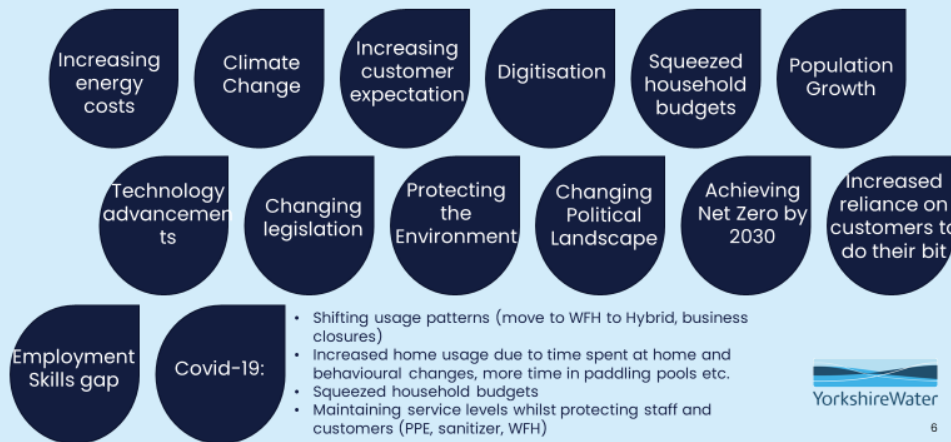 Increasing
energy
costs
Climate
Change
Increasing
customer
expectation
Digitisation
Squeezed
household
budgets
Population
Growth
Technology
advancemen
ts
Changing
legislation
Protecting
the
Environment
Changing
Political
Landscape
Achieving
Net Zero by
2030
Increased
reliance on
customers to
do their bit
Employment
Skills gap
Covid-19:
• Shifting usage patterns (move to WFH to Hybrid, business
closures)
• Increased home usage due to time spent at home and
behavioural changes, more time in paddling pools etc.
• Squeezed household budgets
• Maintaining service levels whilst protecting staff and
customers (PPE, sanitizer, WFH)
YorkshireWater
6